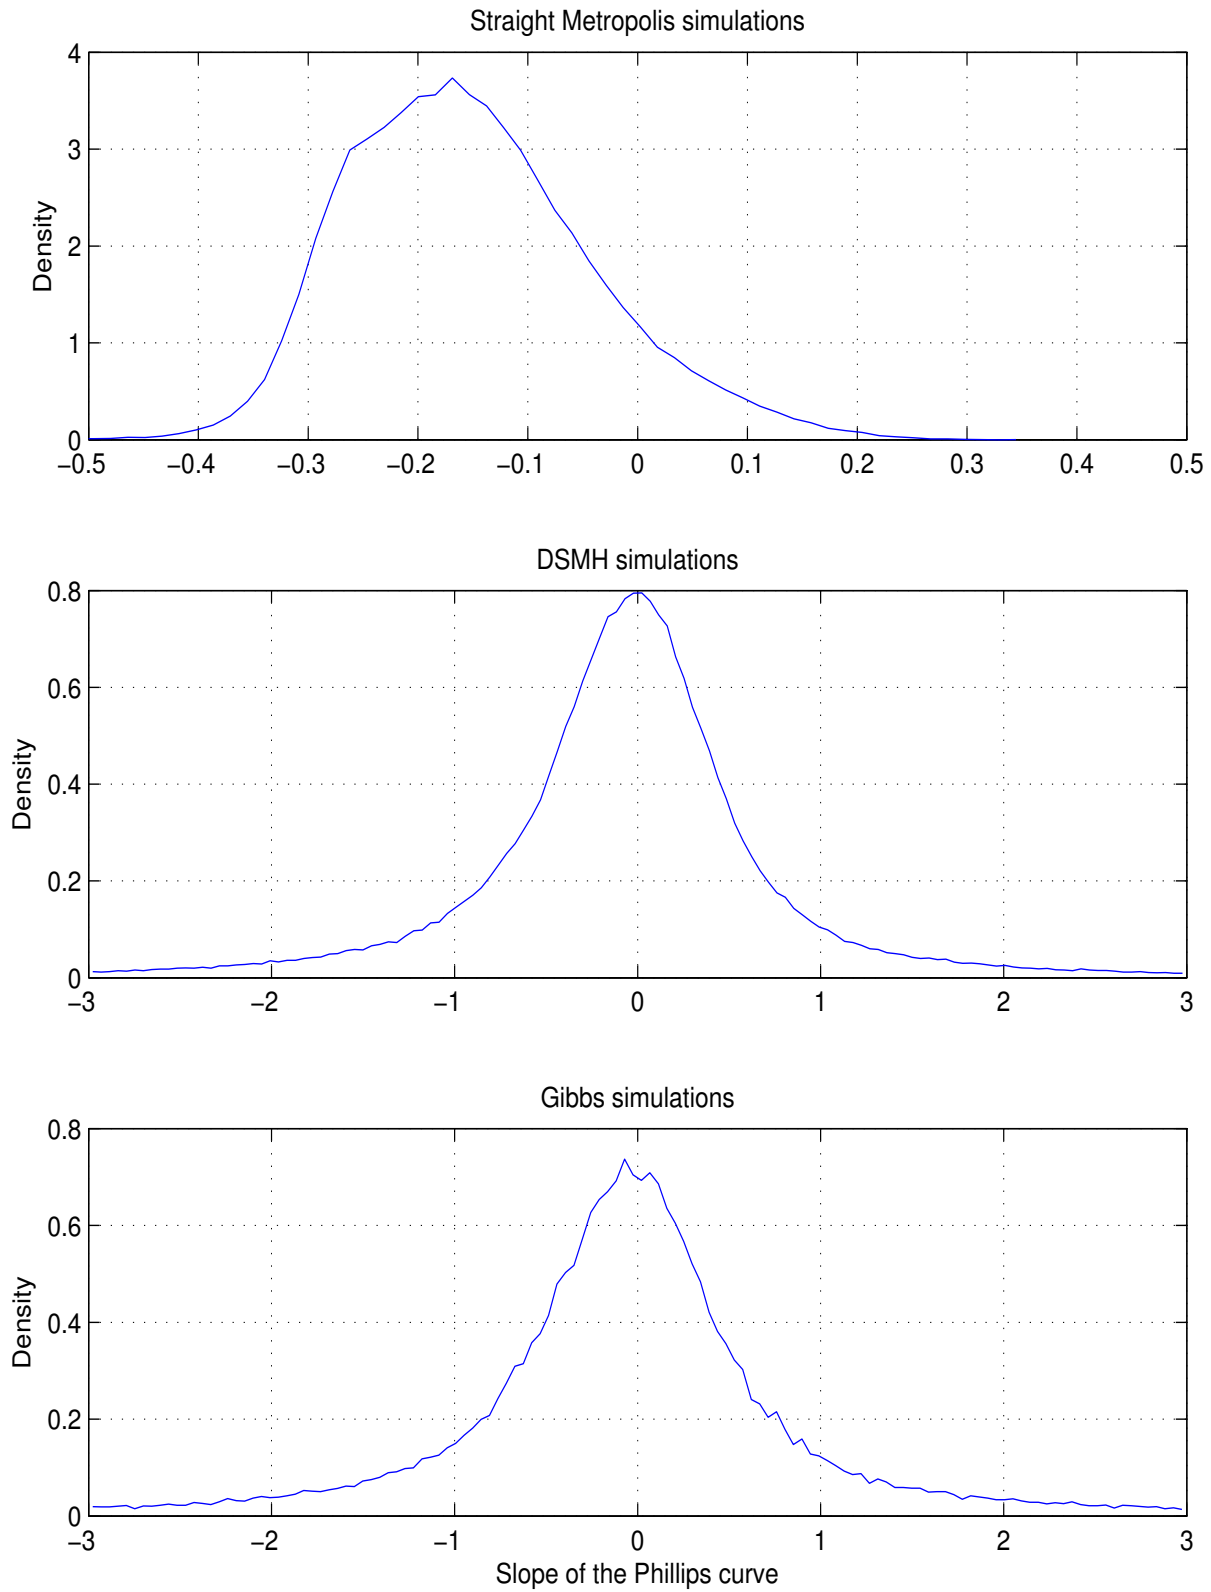 Straight Metropolis simulations
4
3
2
1
0
Density
−0.5 −0.4 −0.3 −0.2 −0.1 0 0.1 0.2 0.3 0.4 0.5
DSMH simulations
0.8
0.6
0.4
0.2
0
Density
−3 −2 −1 0 1 2 3
Gibbs simulations
0.8
0.6
0.4
0.2
0
Density
−3 −2 −1 0 1 2 3
Slope of the Phillips curve